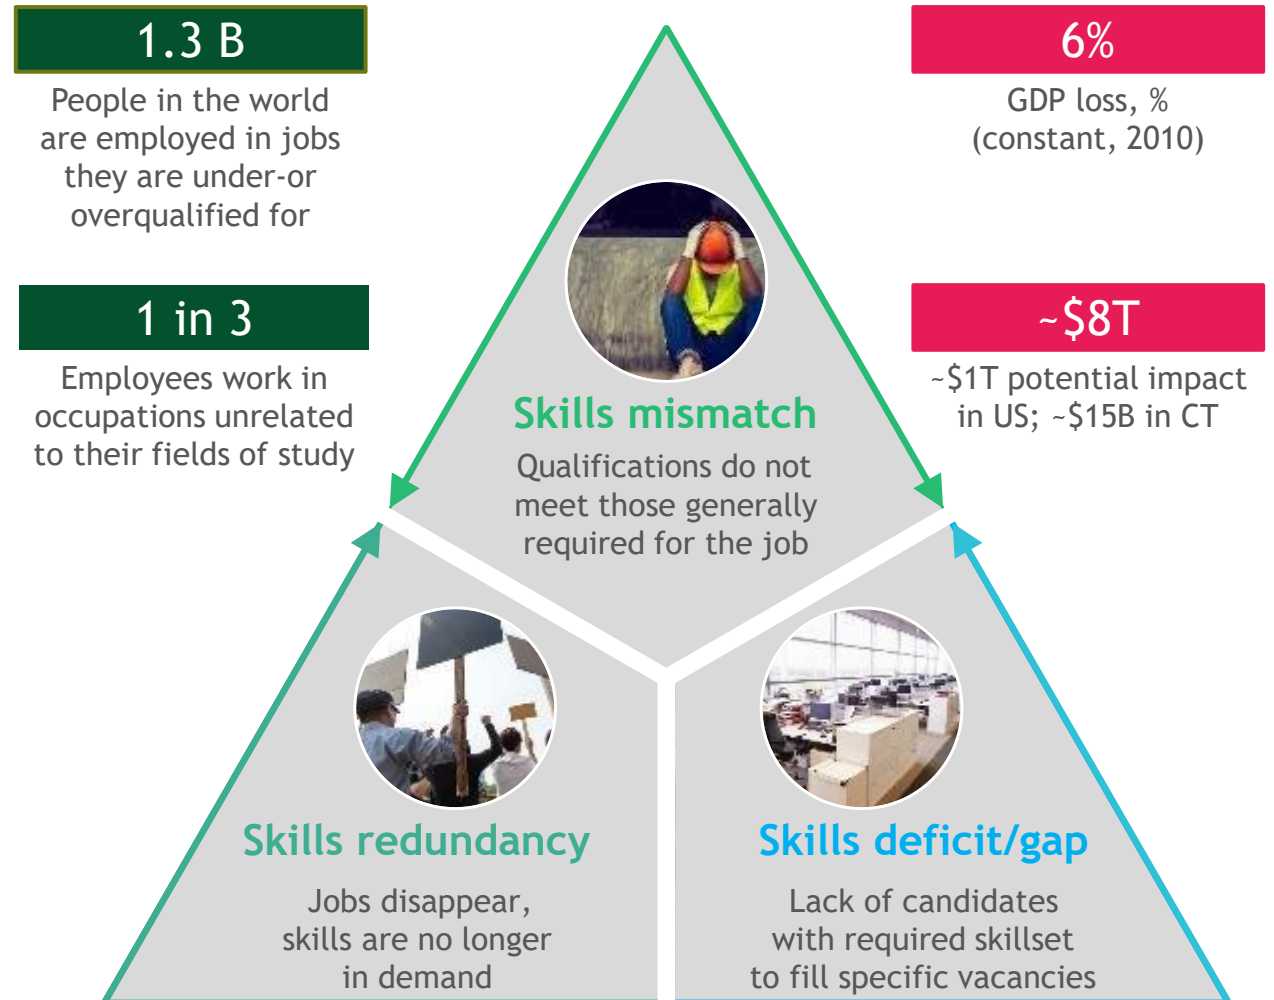 1.3 B
People in the world
are employed in jobs
they are under-or
overqualified for
1 in 3
Employees work in
occupations unrelated
to their fields of study
6%
GDP loss, %
(constant, 2010)
~$8T
~$1T potential impact
in US; ~$15B in CT
Skills mismatch
Qualifications do not
meet those generally
required for the job
Skills redundancy
Jobs disappear,
skills are no longer
in demand
Skills deficit/gap
Lack of candidates
with required skillset
to fill specific vacancies